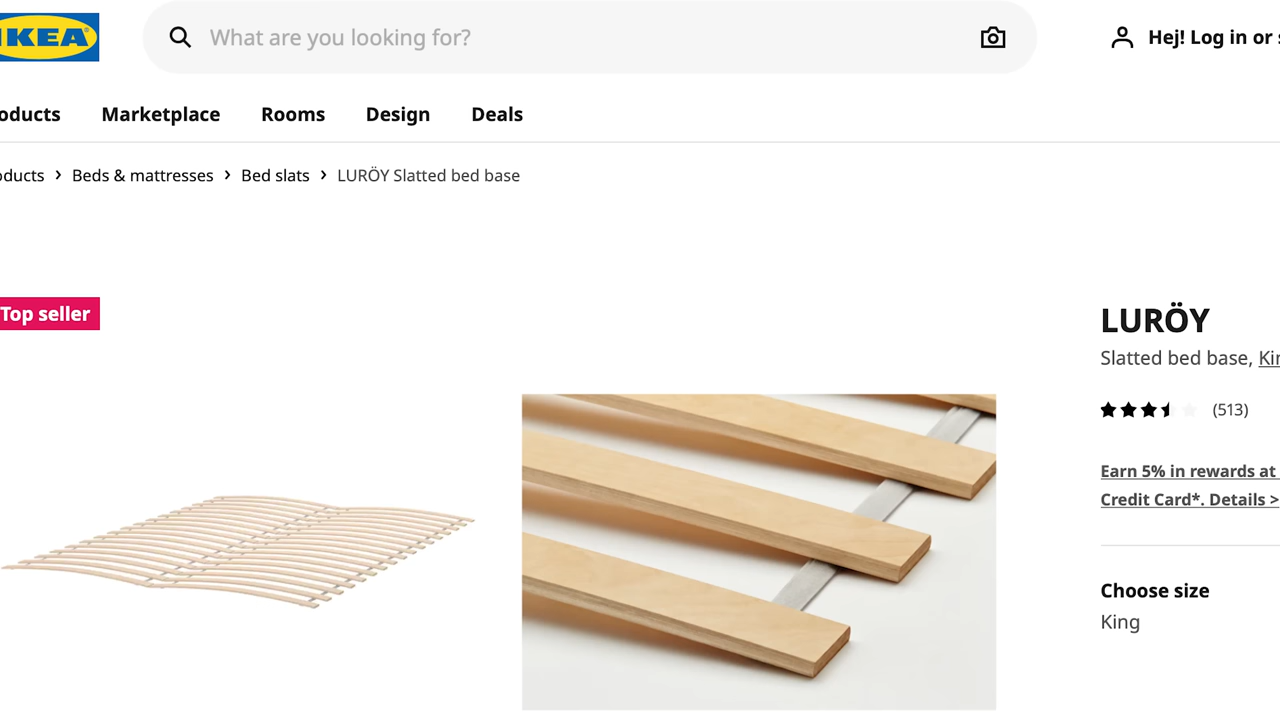 IKEA
What are you looking for?
Hej! Log in or
oducts
Marketplace
Rooms
Design
Deals
oducts > Beds & mattresses > Bed slats > LURÖY Slatted bed base
Top seller
LURÖY
Slatted bed base, Kin
(513)
Earn 5% in rewards at
Credit Card*. Details >
Choose size
King